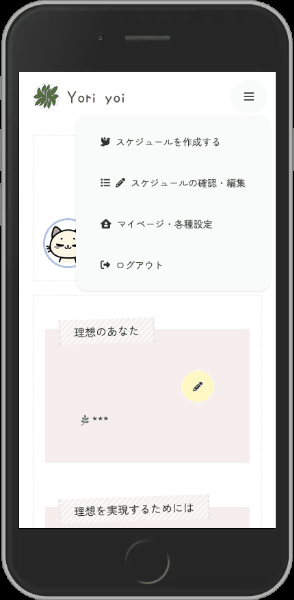 Yori yoi
スケジュールを作成する
スケジュールの確認・編集
マイページ・各種設定
ログアウト
理想のあなた
***
理想を実現するためには